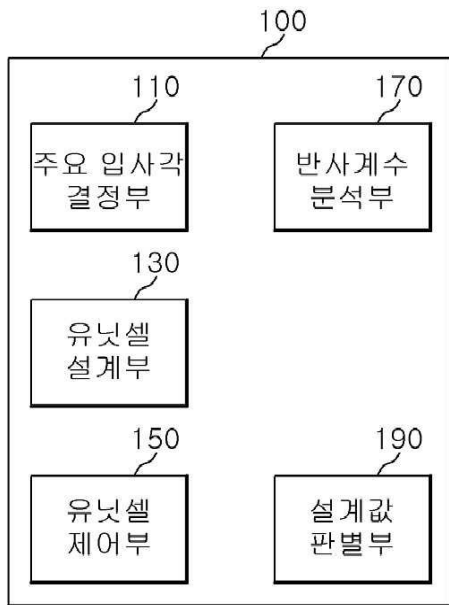 100
110
주요 입사각
결정부
170
반사계수
분석부
130
유닛셀
설계부
150
유닛셀
제어부
190
설계값
판별부